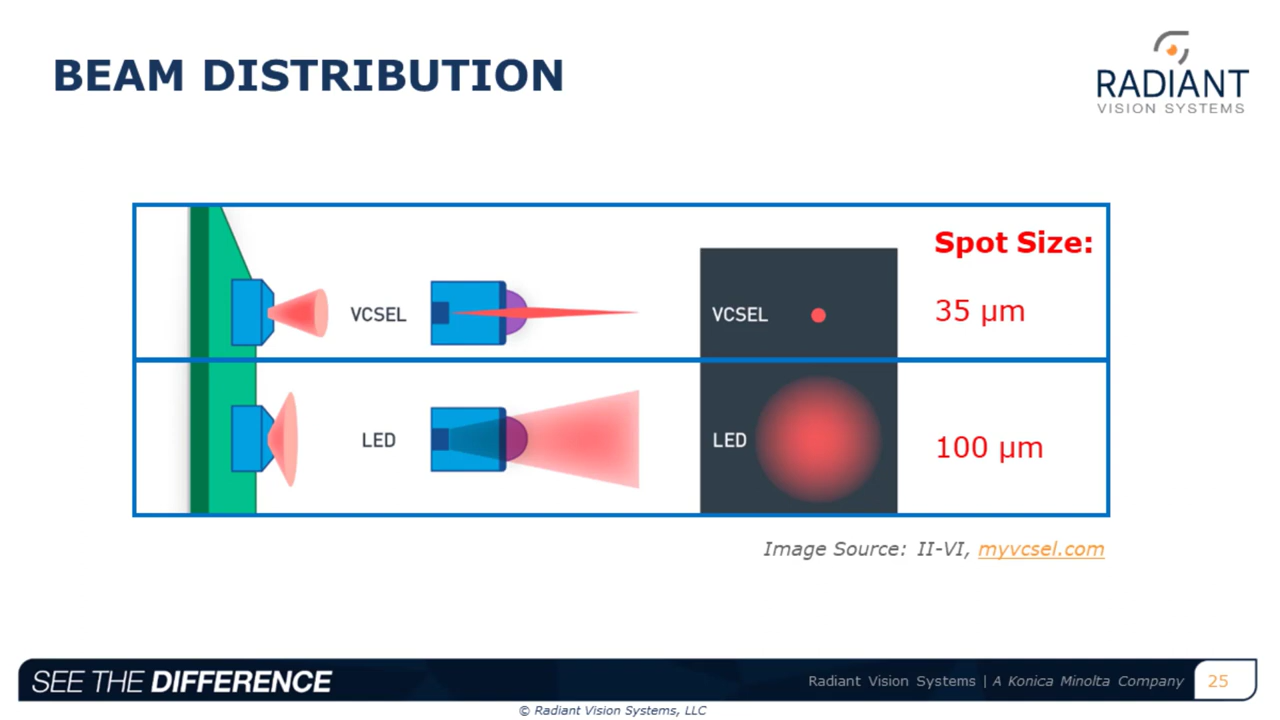 BEAM DISTRIBUTION
RADIANT
VISION SYSTEMS
Spot Size:
VCSEL
VCSEL
35 µm
LED
LED
100 µm
Image Source: II-VI, myvcsel.com
SEE THE DIFFERENCE
Radiant Vision Systems | A Konica Minolta Company
25
© Radiant Vision Systems, LLC